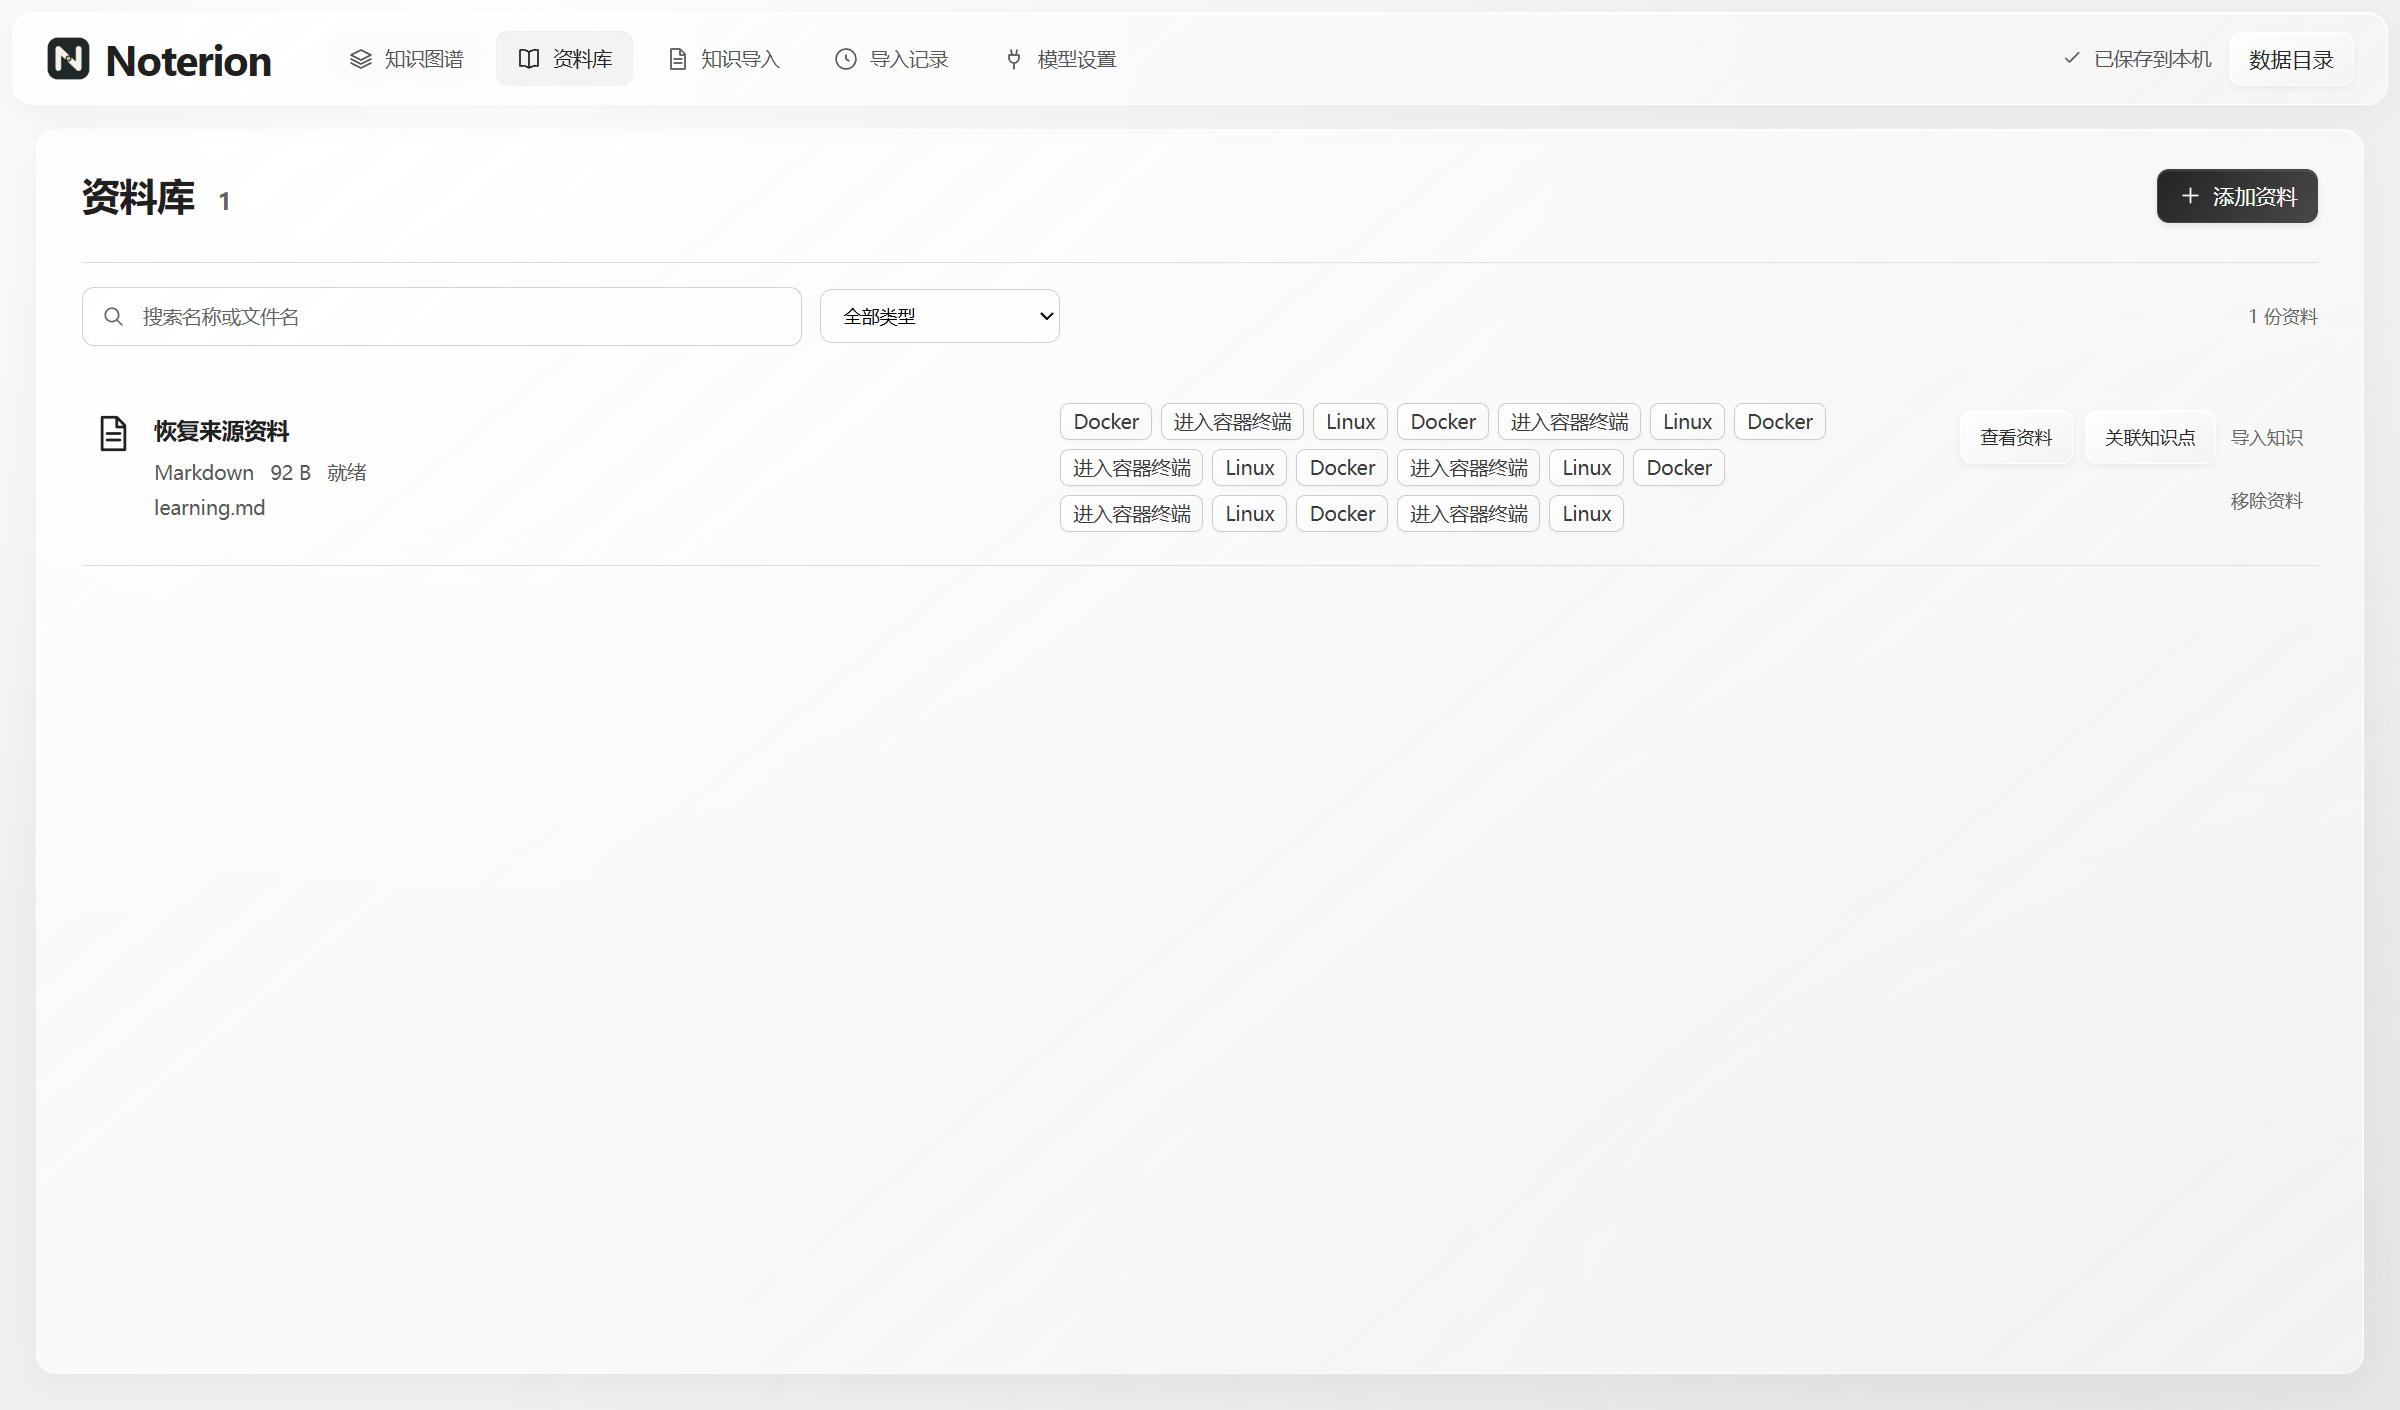 Noterion 知识图谱 资料库 知识导入 导入记录 模型设置 已保存到本机 数据目录
资料库 1 添加资料
搜索名称或文件名 全部类型 1 份资料
恢复来源资料
Markdown 92 B 就绪
learning.md
Docker 进入容器终端 Linux Docker 进入容器终端 Linux Docker
进入容器终端 Linux Docker 进入容器终端 Linux Docker
进入容器终端 Linux Docker 进入容器终端 Linux
查看资料 关联知识点 导入知识
移除资料